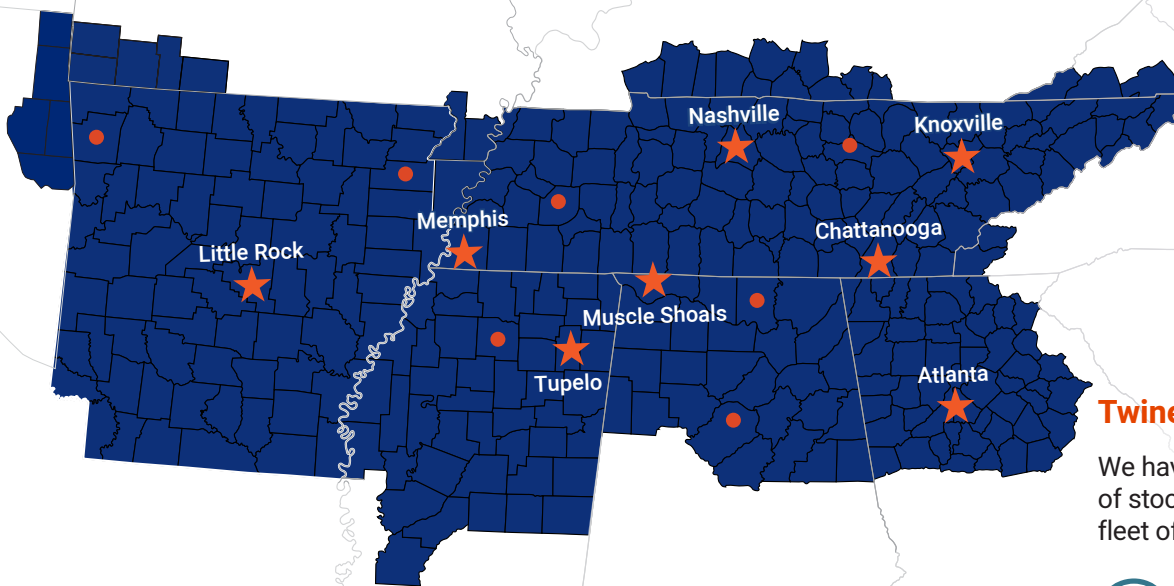 Nashville
Knoxville
Memphis
Chattanooga
Little Rock
Muscle Shoals
Tupelo
Atlanta
Twine
We hav
of stoc
fleet of